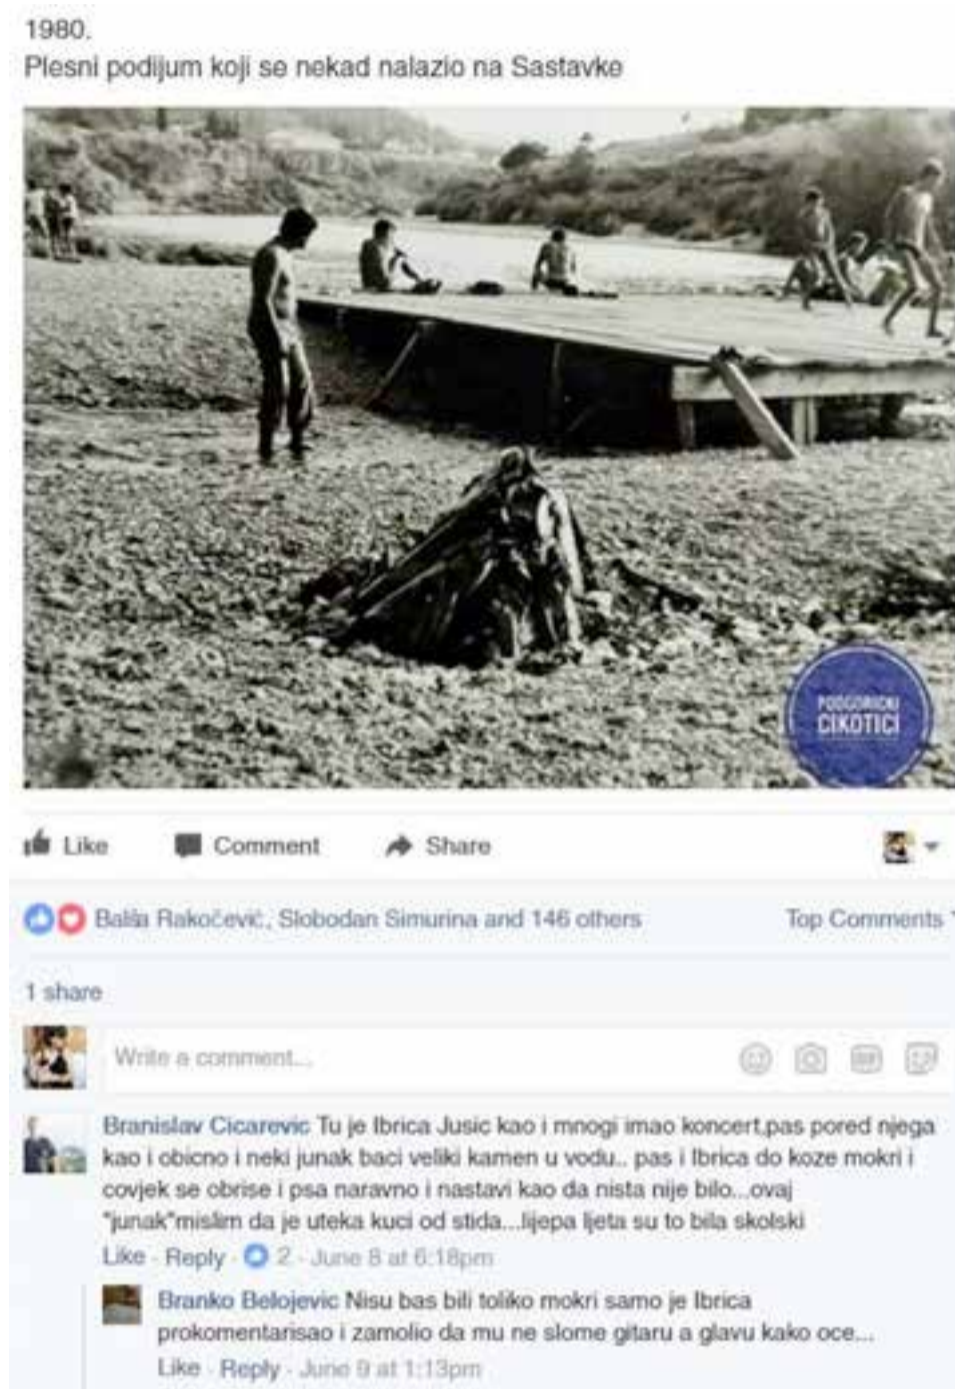 1980.
Plesni podijum koji se nekad nalazio na Sastavke
PODGORICKI
CIKOTICI
Like Comment Share
Balša Rakočević, Slobodan Simurina and 146 others Top Comments
1 share
Write a comment...
GIF
Branislav Cicarevic Tu je Ibrica Jusic kao i mnogi imao koncert,pas pored njega
kao i obicno i neki junak baci veliki kamen u vodu.. pas i Ibrica do koze mokri i
covjek se obrise i psa naravno i nastavi kao da nista nije bilo...ovaj
"junak"mislim da je uteka kuci od stida...lijepa ljeta su to bila skolski
Like · Reply · 2 · June 8 at 6:18pm
Branko Belojevic Nisu bas bili toliko mokri samo je Ibrica
prokomentarisao i zamolio da mu ne slome gitaru a glavu kako oce...
Like · Reply · June 9 at 1:13pm